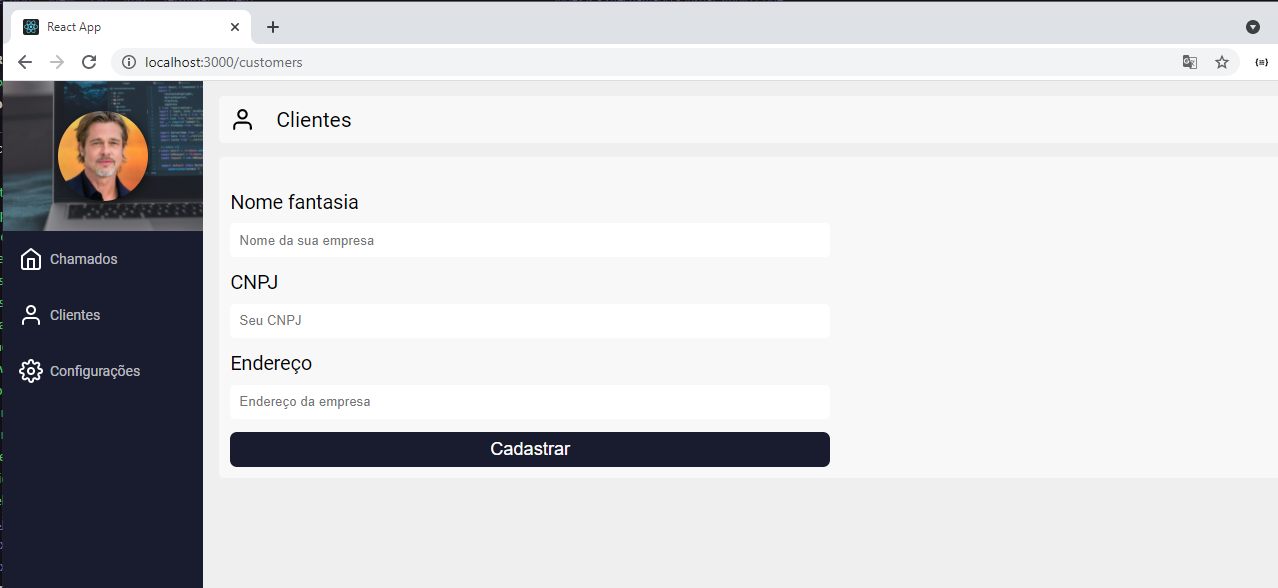 React App
localhost:3000/customers
Clientes
Chamados
Clientes
Configurações
Nome fantasia
Nome da sua empresa
CNPJ
Seu CNPJ
Endereço
Endereço da empresa
Cadastrar